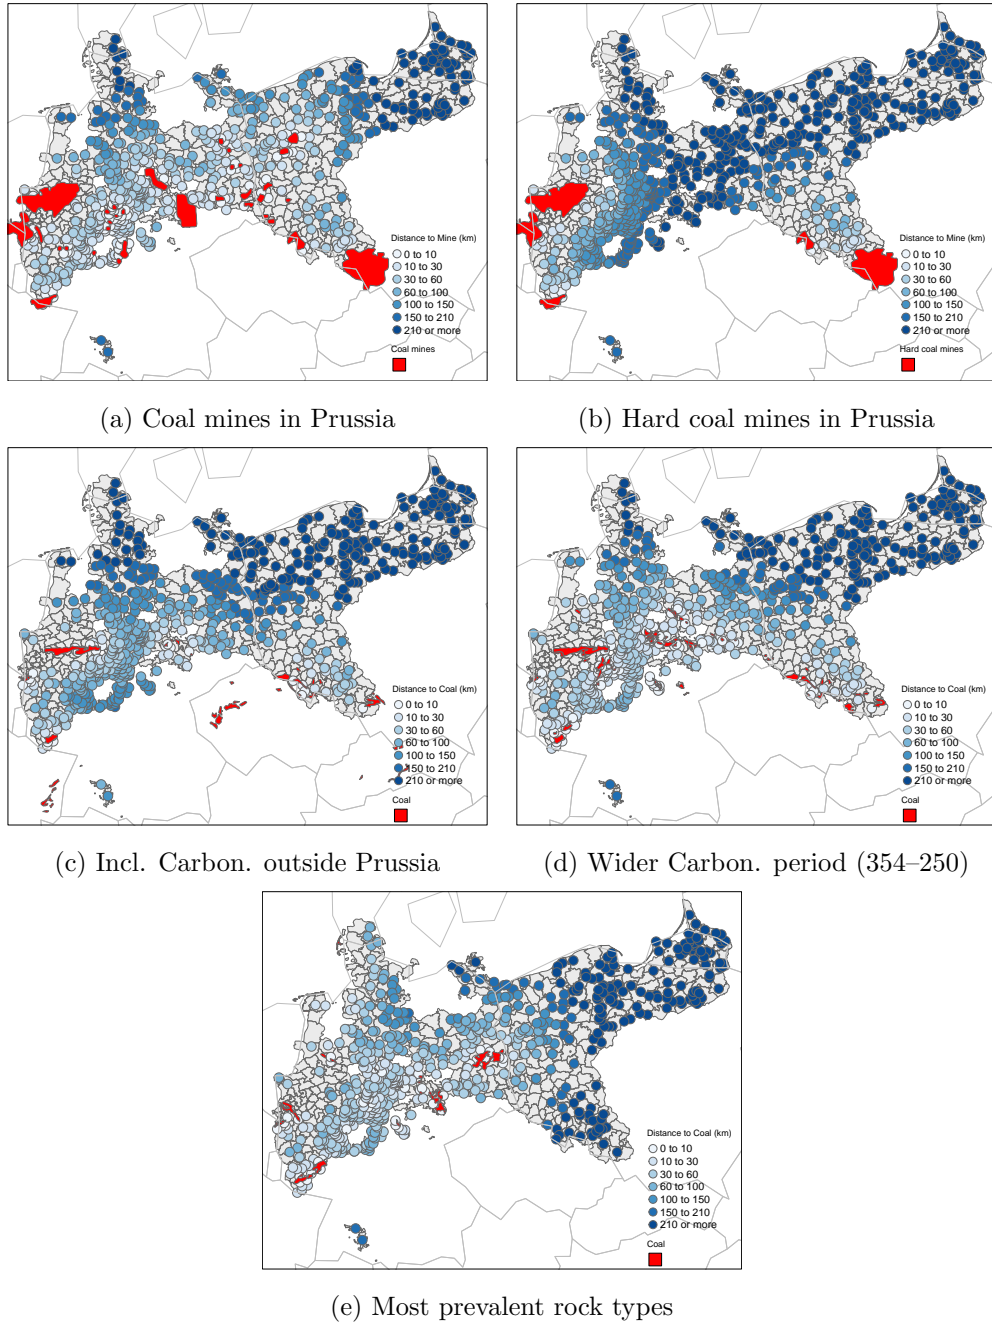 Distance to Mine (km)
0 to 10
10 to 30
30 to 60
60 to 100
100 to 150
150 to 210
210 or more
Coal mines
Distance to Mine (km)
0 to 10
10 to 30
30 to 60
60 to 100
100 to 150
150 to 210
210 or more
Hard coal mines
(a) Coal mines in Prussia
(b) Hard coal mines in Prussia
Distance to Coal (km)
0 to 10
10 to 30
30 to 60
60 to 100
100 to 150
150 to 210
210 or more
Coal
Distance to Coal (km)
0 to 10
10 to 30
30 to 60
60 to 100
100 to 150
150 to 210
210 or more
Coal
(c) Incl. Carbon. outside Prussia
(d) Wider Carbon. period (354–250)
Distance to Coal (km)
0 to 10
10 to 30
30 to 60
60 to 100
100 to 150
150 to 210
210 or more
Coal
(e) Most prevalent rock types